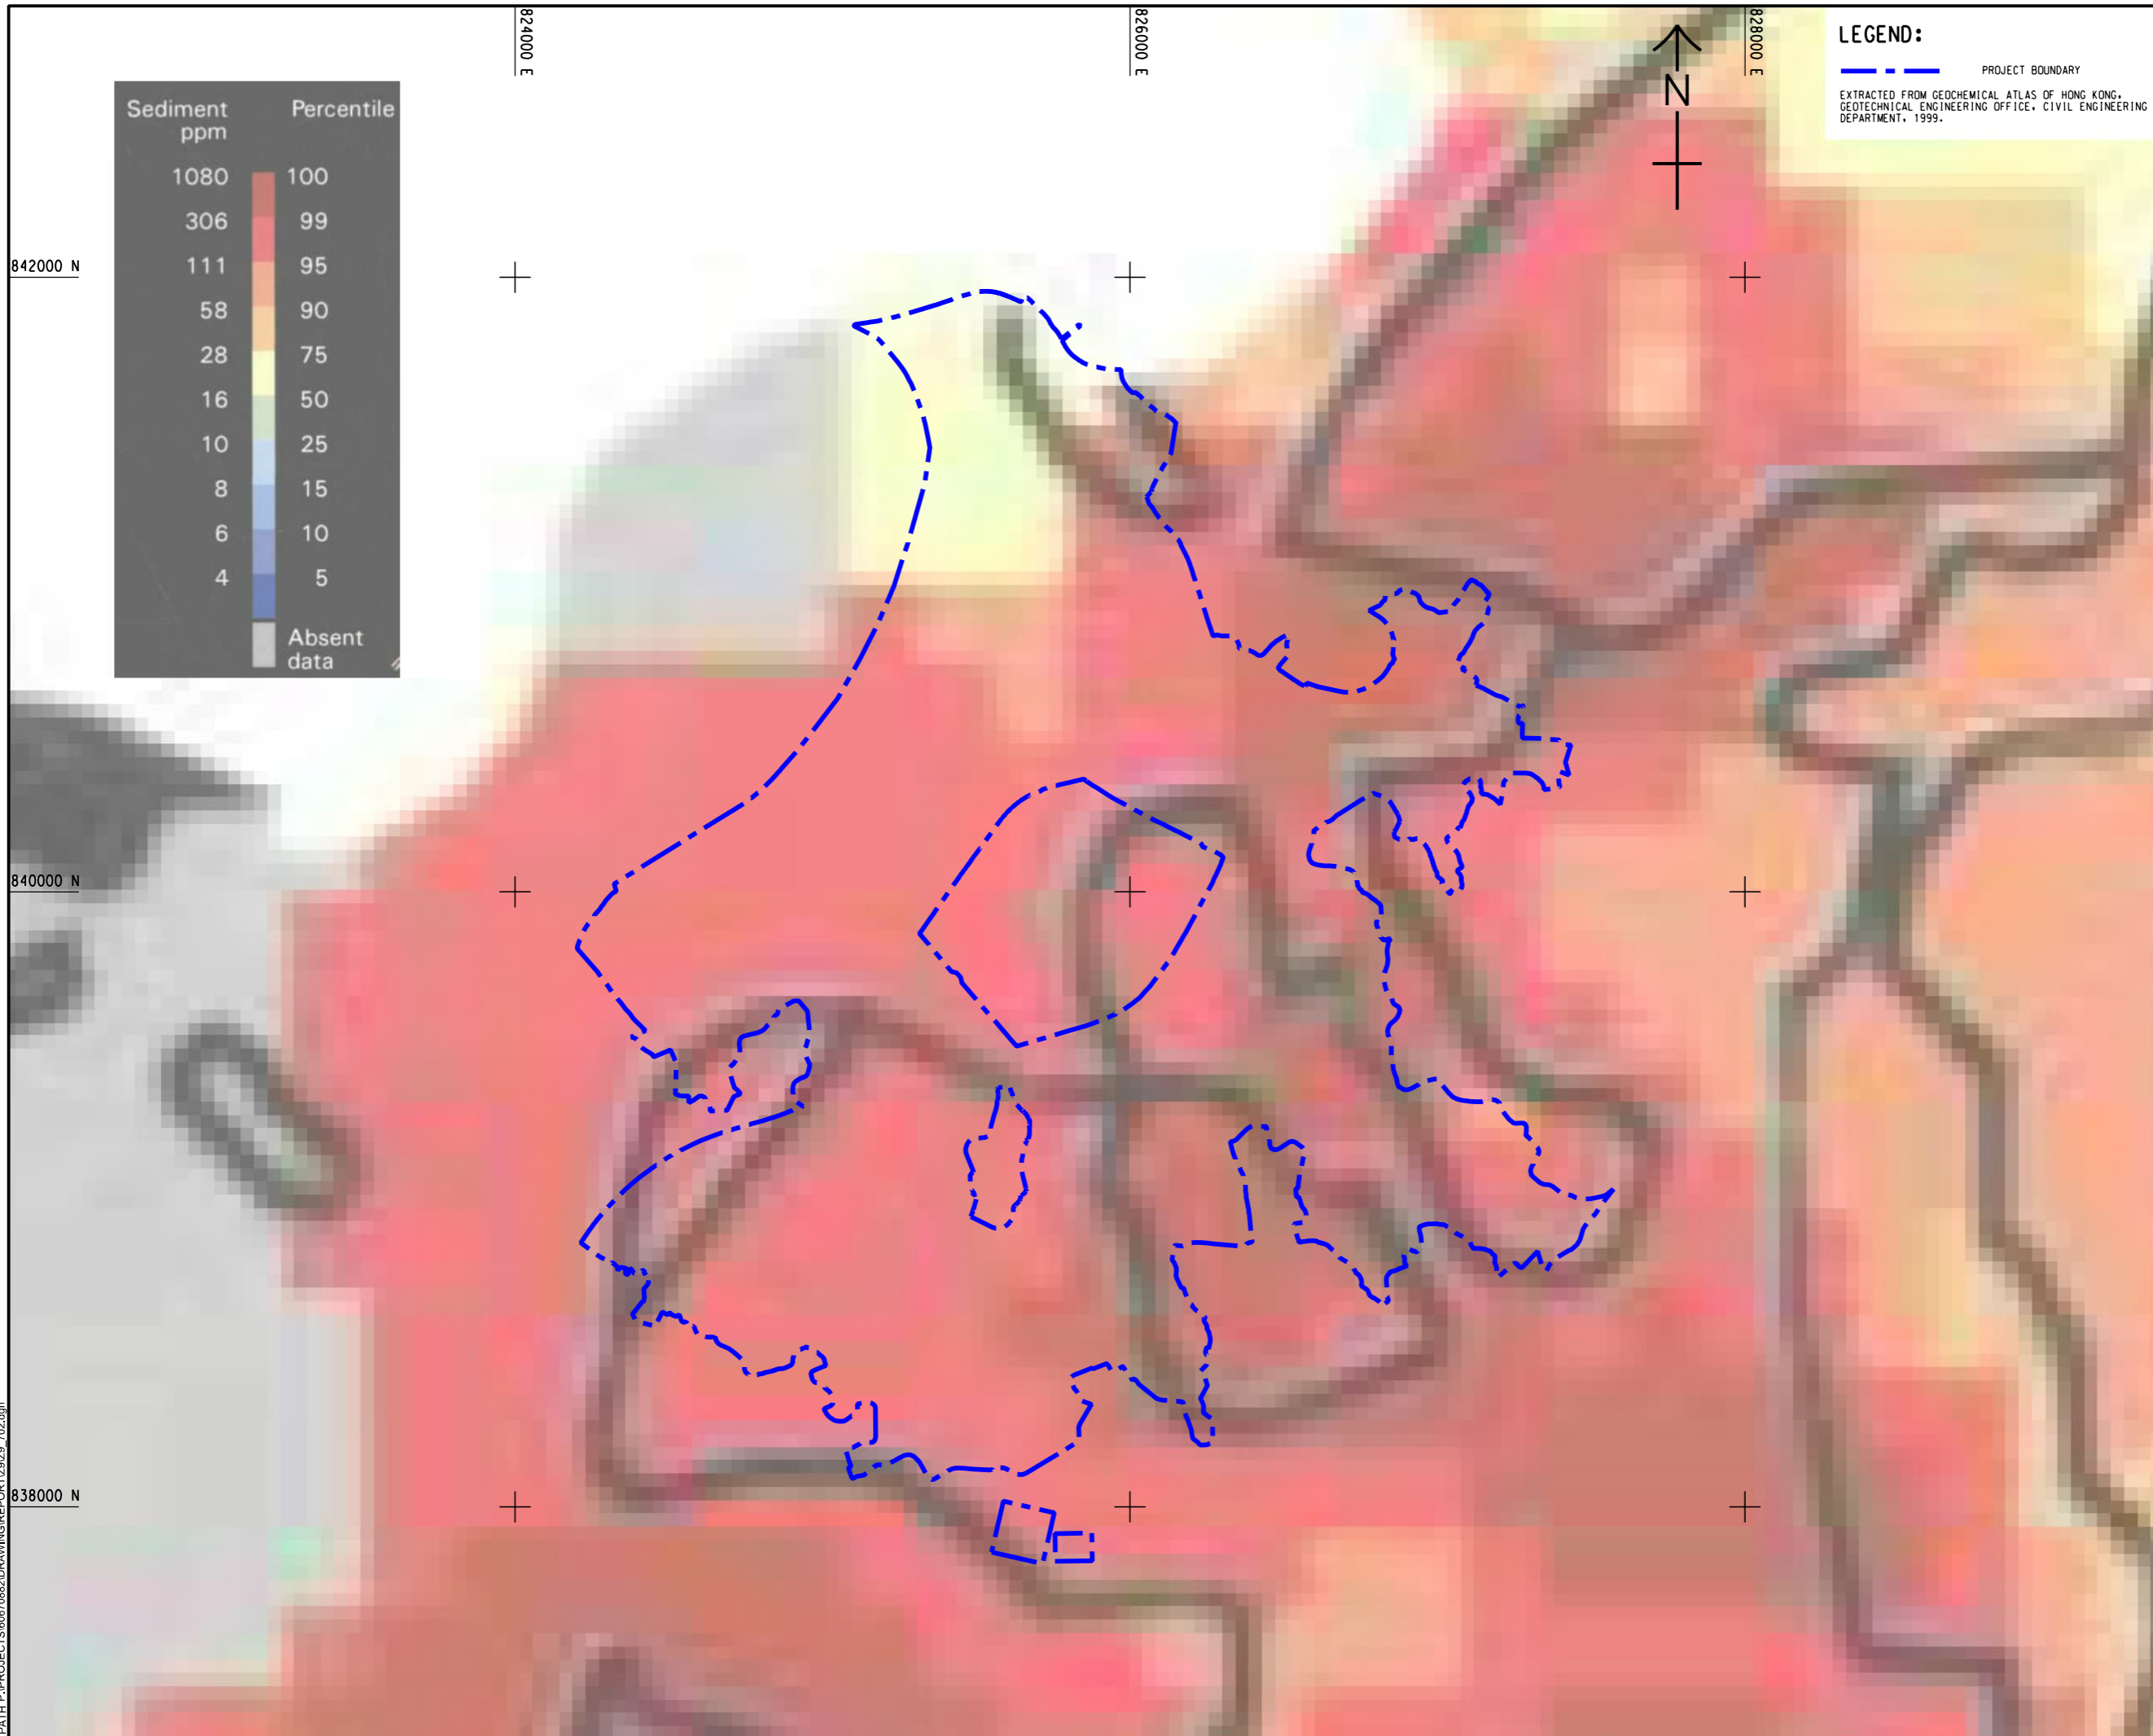 824000 E
826000 E
828000 E
LEGEND:
PROJECT BOUNDARY
EXTRACTED FROM GEOCHEMICAL ATLAS OF HONG KONG,
GEOTECHNICAL ENGINEERING OFFICE, CIVIL ENGINEERING
DEPARTMENT, 1999.
N
Sediment Percentile
ppm
1080 100
306 99
111 95
58 90
28 75
16 50
10 25
8 15
6 10
4 5
Absent
data
842000 N
840000 N
838000 N